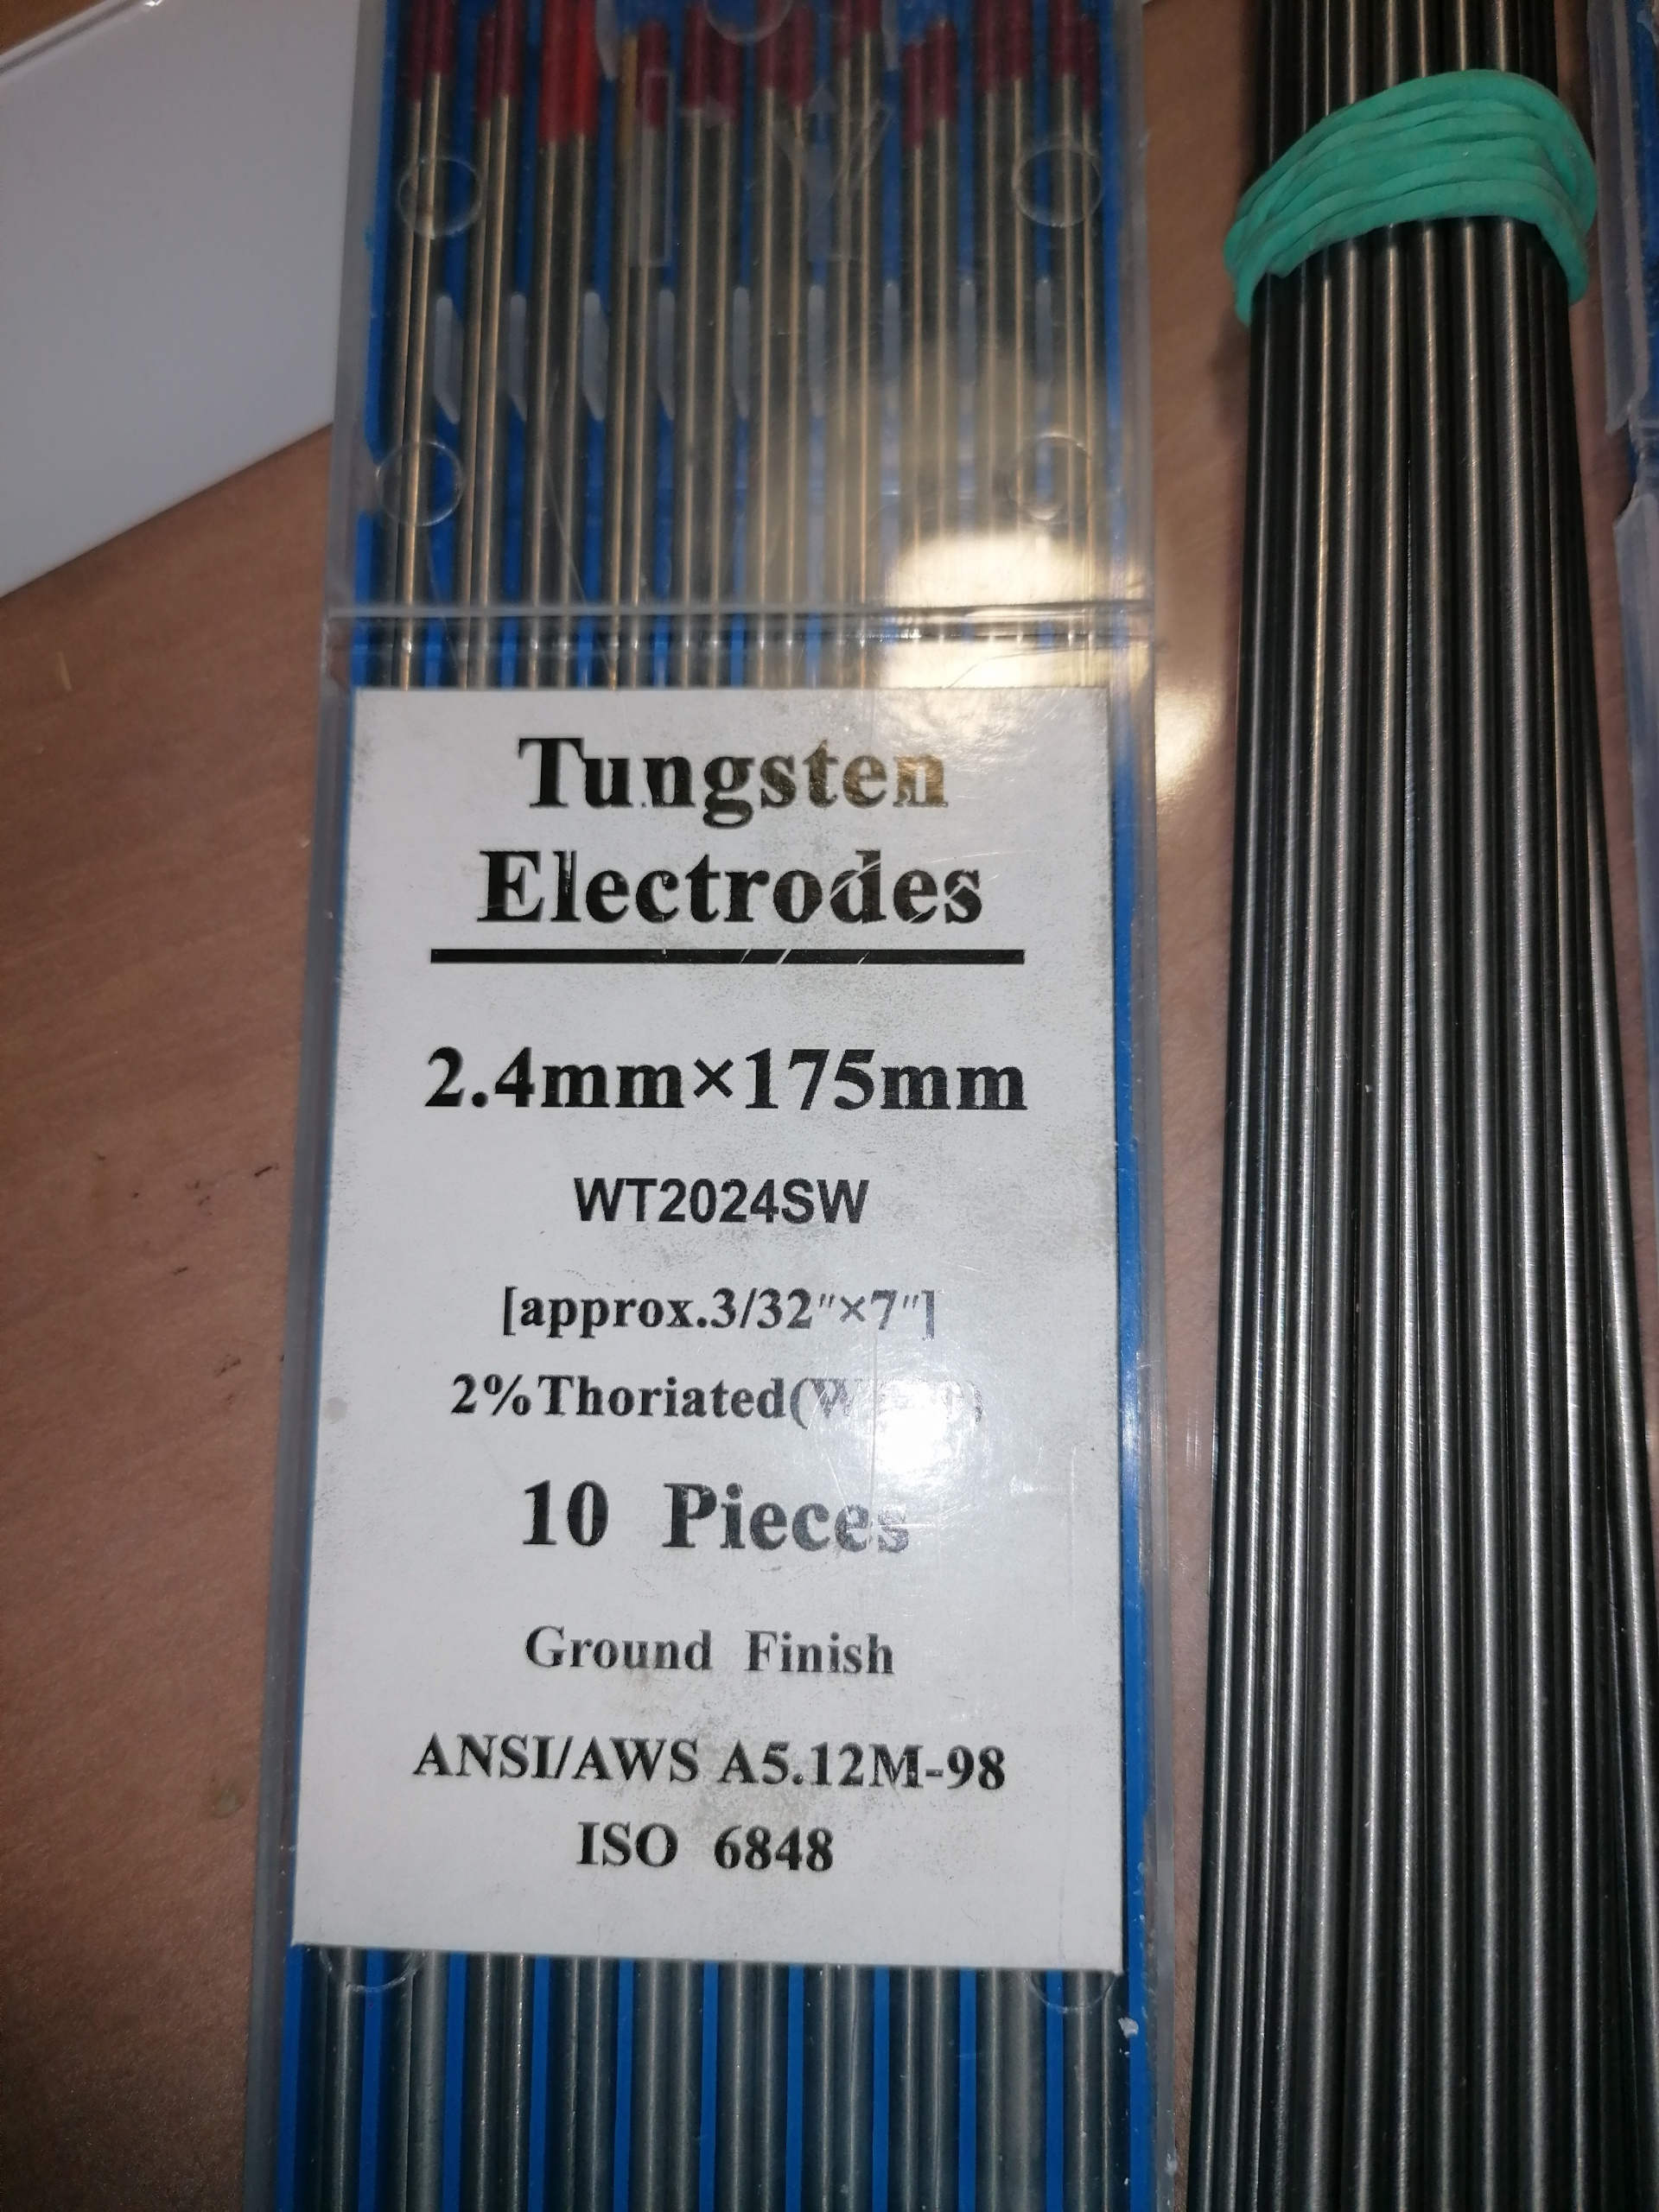 Tungsten
Electrodes
2.4mm×175mm
WT2024SW
[approx.3/32"×7"]
2%Thoriated
10 Pieces
Ground Finish
ANSI/AWS A5.12M-98
ISO 6848